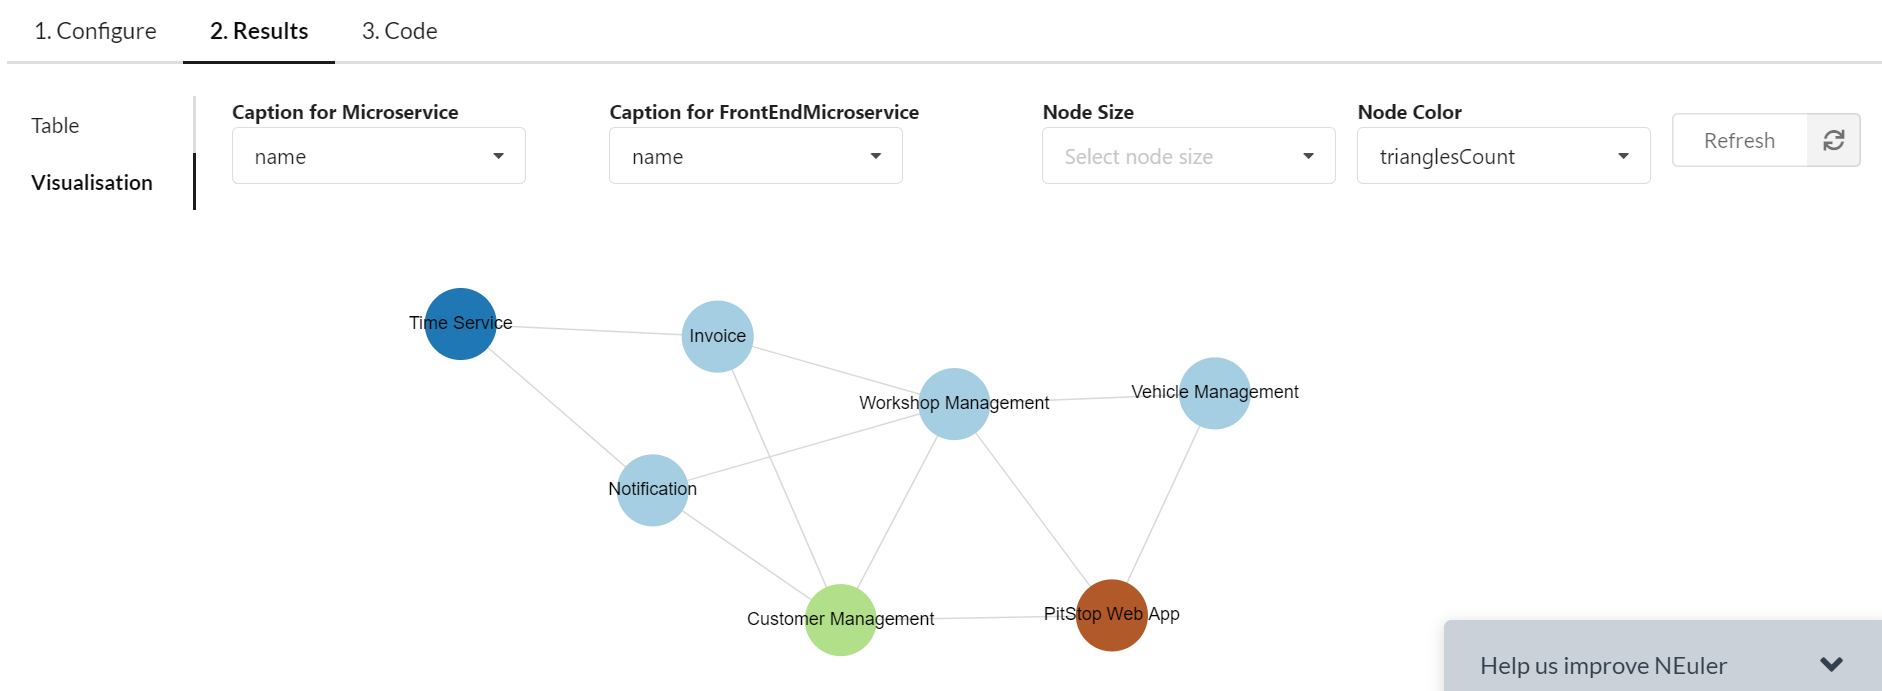 1. Configure
2. Results
3. Code
Table
Visualisation
Caption for Microservice
name
Caption for FrontEndMicroservice
name
Node Size
Select node size
Node Color
trianglesCount
Refresh
Time Service
Invoice
Workshop Management
Vehicle Management
Notification
Customer Management
PitStop Web App
Help us improve NEuler